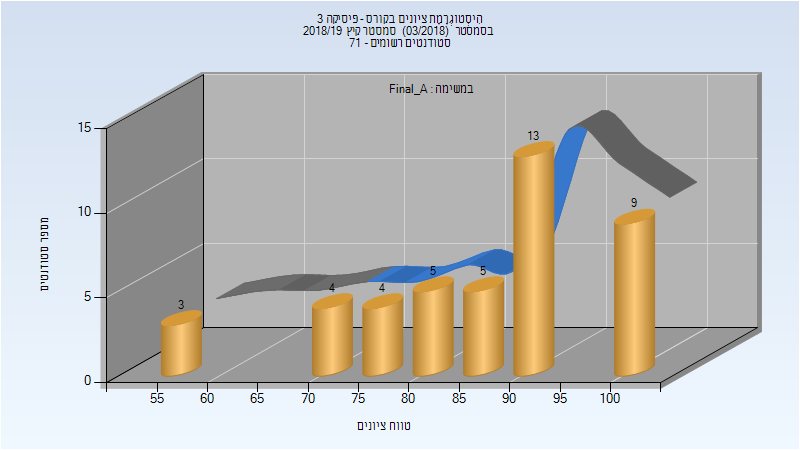 היסטוגרמת ציונים בקורס - פיסיקה 3
בסמסטר (03/2018) סמסטר קיץ 2018/19
סטודנטים רשומים - 71
במשימה : Final_A
מספר סטודנטים
15
10
5
0
3
4
4
5
5
13
9
55 60 65 70 75 80 85 90 95 100
טווח ציונים